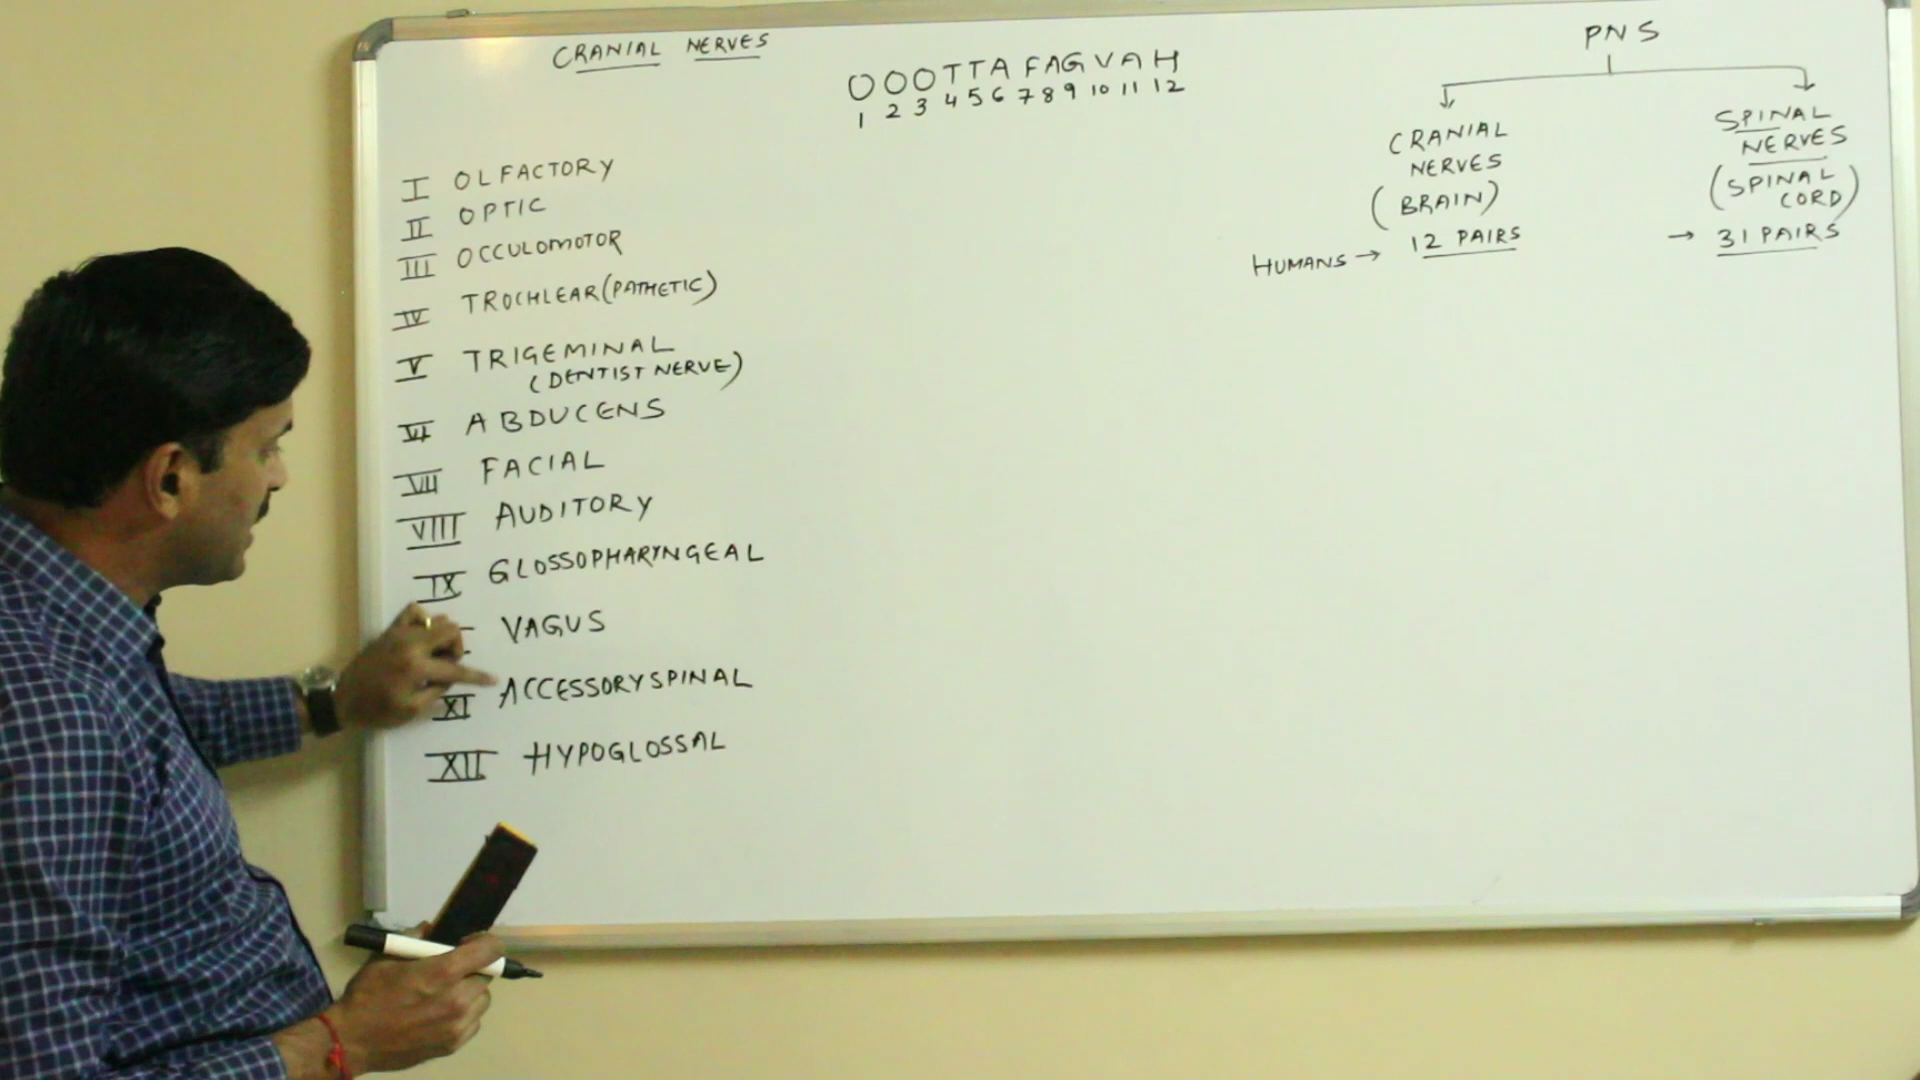 CRANIAL NERVES
OOOTTAFAGVAH
1 2 3 4 5 6 7 8 9 10 11 12
I OLFACTORY
II OPTIC
III OCCULOMOTOR
IV TROCHLEAR (PATHETIC)
V TRIGEMINAL
(DENTIST NERVE)
VI ABDUCENS
VII FACIAL
VIII AUDITORY
IX GLOSSOPHARYNGEAL
VAGUS
XI ACCESSORY SPINAL
XII HYPOGLOSSAL
PNS
CRANIAL
NERVES
(BRAIN)
HUMANS → 12 PAIRS
SPINAL
NERVES
(SPINAL
CORD)
→ 31 PAIRS